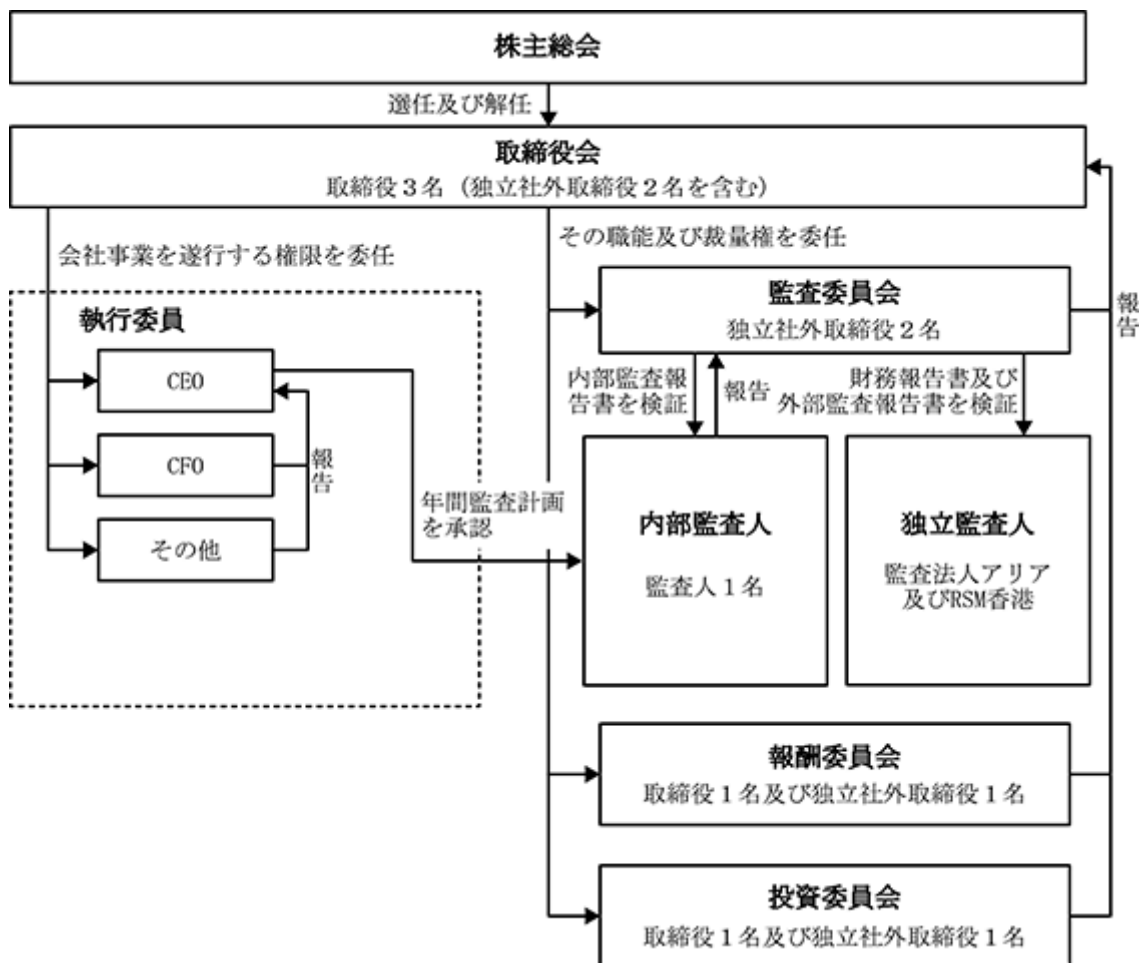 株主総会
選任及び解任
取締役会
取締役3名（独立社外取締役2名を含む）
会社事業を遂行する権限を委任
その職能及び裁量権を委任
監査委員会
独立社外取締役2名
報告
執行委員
CEO
CFO
その他
報告
内部監査報
告書を検証
報告
財務報告書及び
外部監査報告書を検証
年間監査計画
を承認
内部監査人
監査人1名
独立監査人
監査法人アリア
及びRSM香港
報酬委員会
取締役1名及び独立社外取締役1名
投資委員会
取締役1名及び独立社外取締役1名